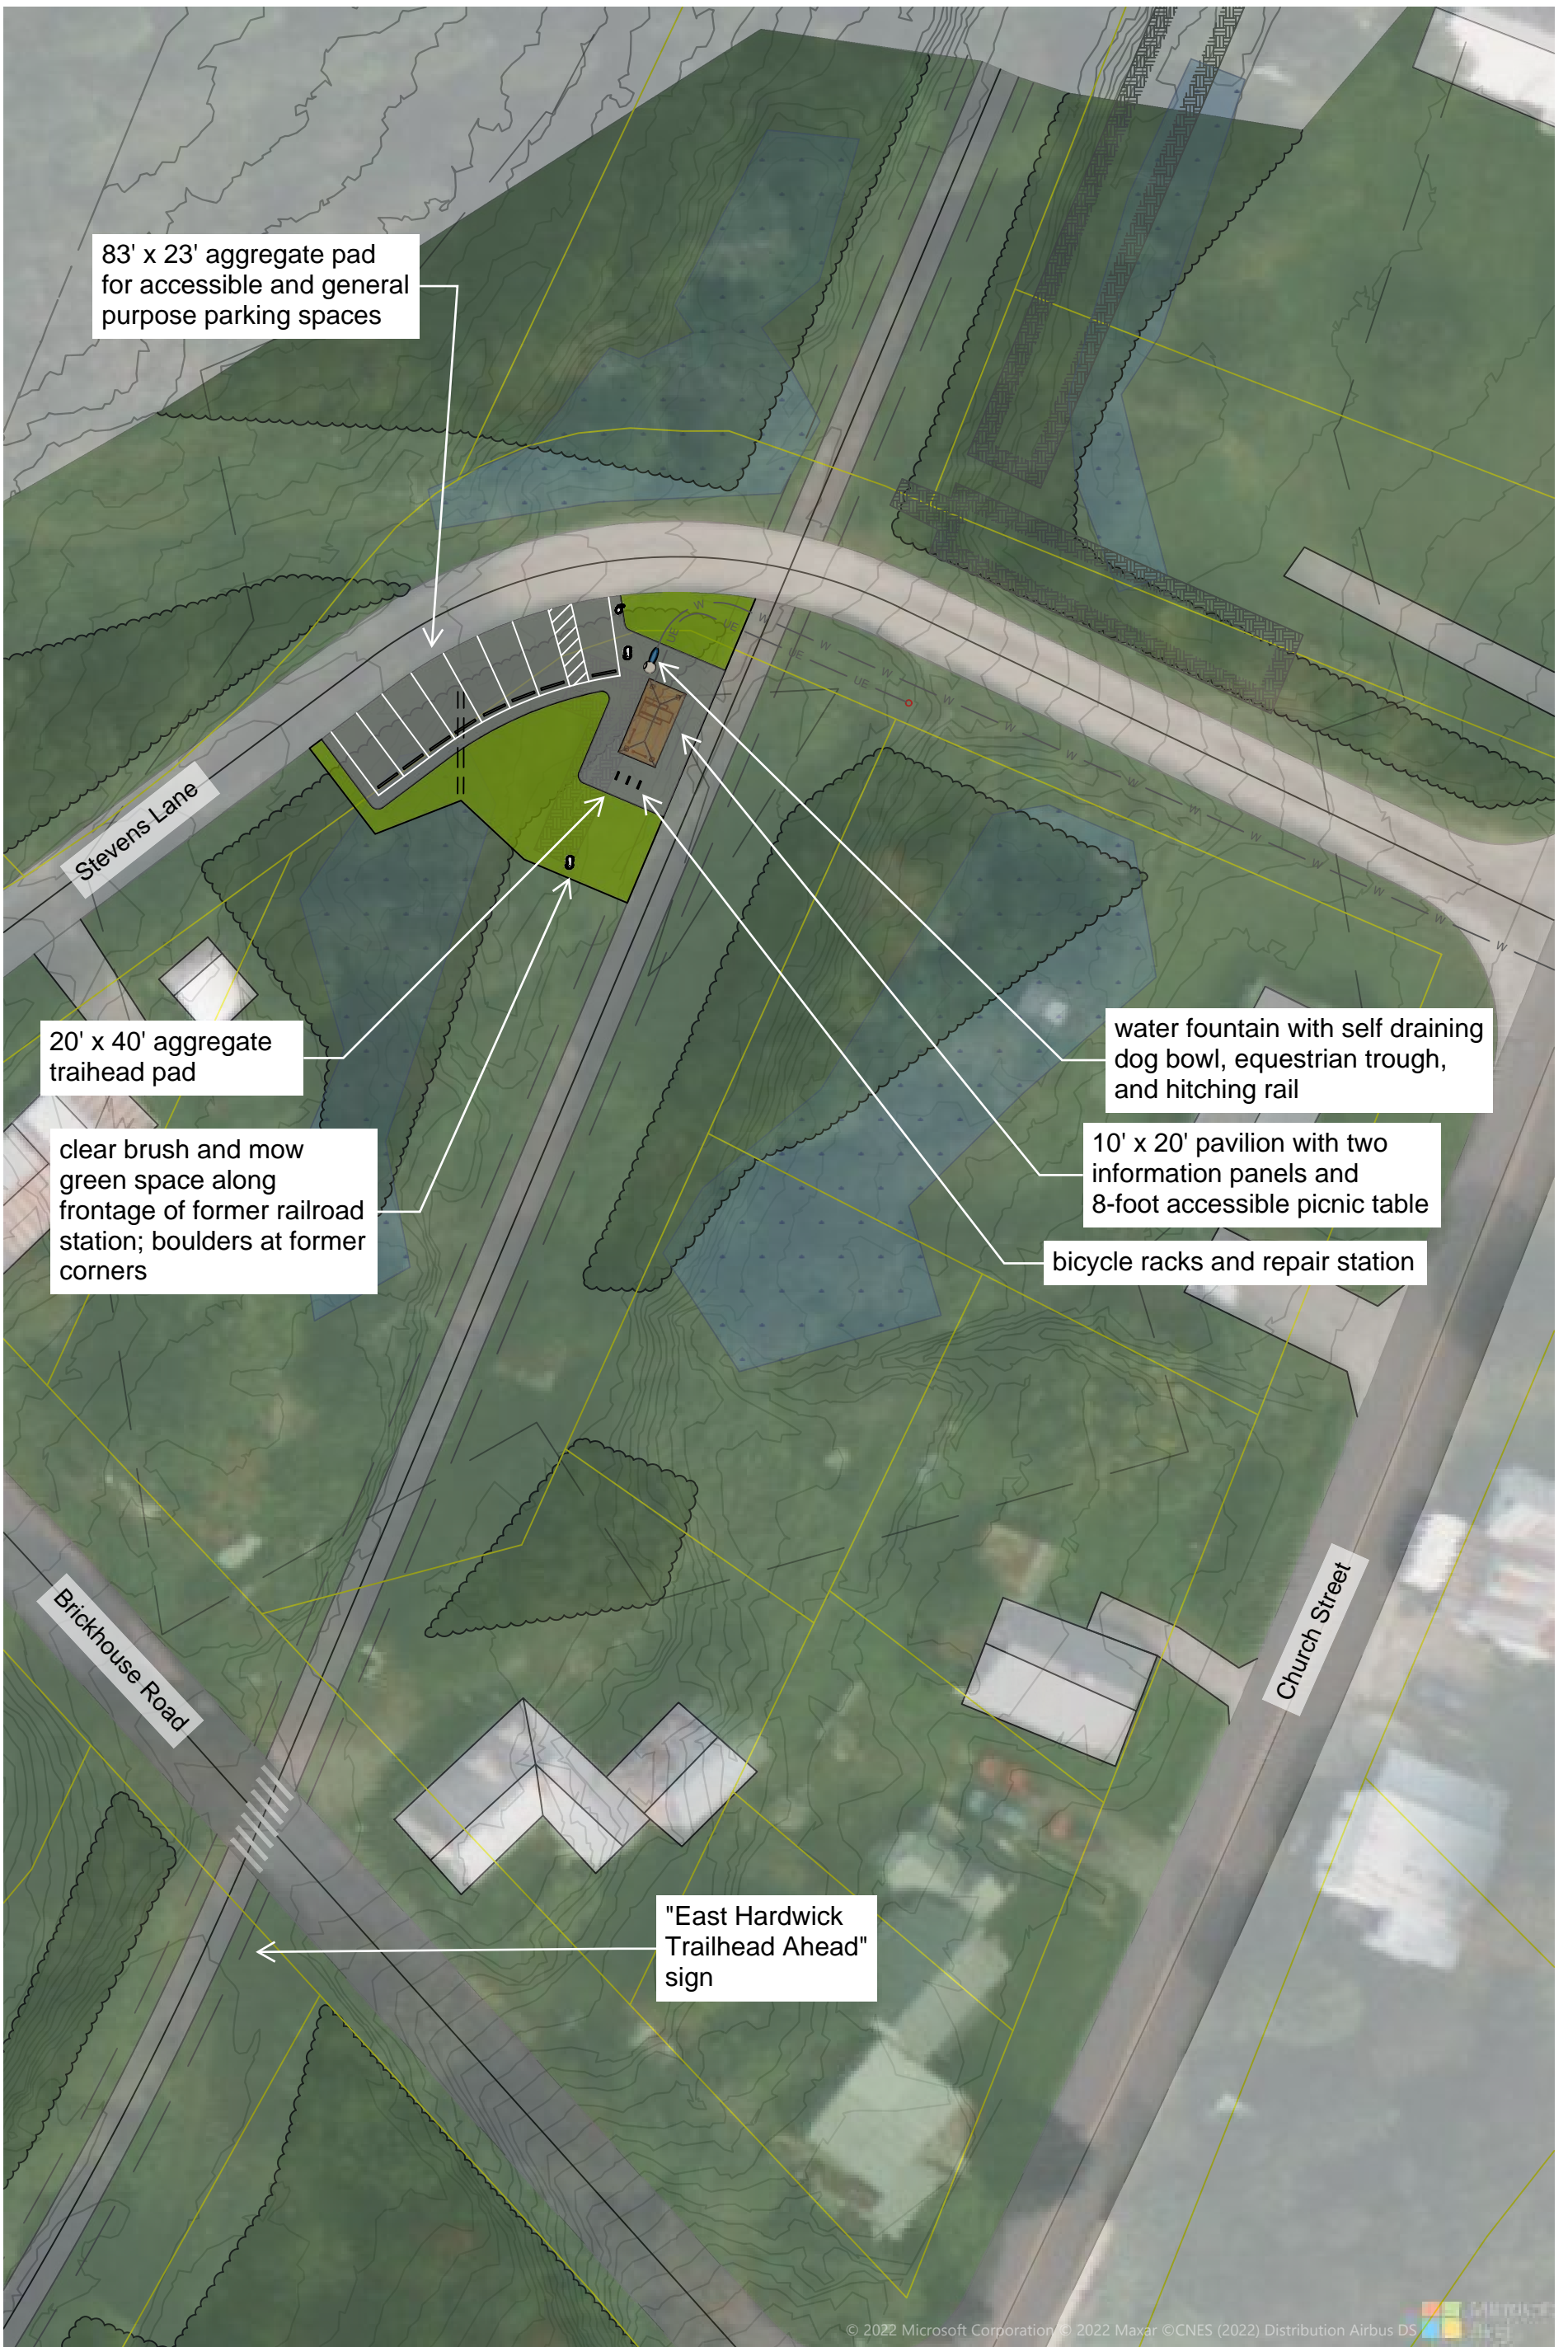 83' x 23' aggregate pad
for accessible and general
purpose parking spaces
W
UE
UE
W
W
W
UE
W
UE
W
W
W
W
W
W
W
W
W
W
Stevens Lane
20' x 40' aggregate
traihead pad
clear brush and mow
green space along
frontage of former railroad
station; boulders at former
corners
water fountain with self draining
dog bowl, equestrian trough,
and hitching rail
10' x 20' pavilion with two
information panels and
8-foot accessible picnic table
bicycle racks and repair station
Brickhouse Road
Church Street
"East Hardwick
Trailhead Ahead"
sign
© 2022 Microsoft Corporation © 2022 Maxar ©CNES (2022) Distribution Airbus DS